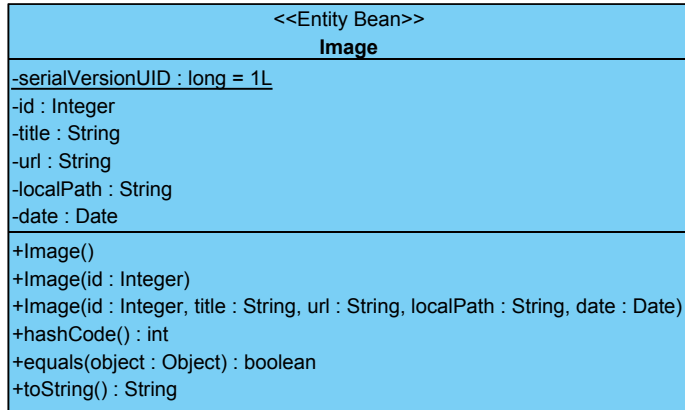 <<Entity Bean>>
Image
-serialVersionUID : long = 1L
-id : Integer
-title : String
-url : String
-localPath : String
-date : Date
+Image()
+Image(id : Integer)
+Image(id : Integer, title : String, url : String, localPath : String, date : Date)
+hashCode() : int
+equals(object : Object) : boolean
+toString() : String